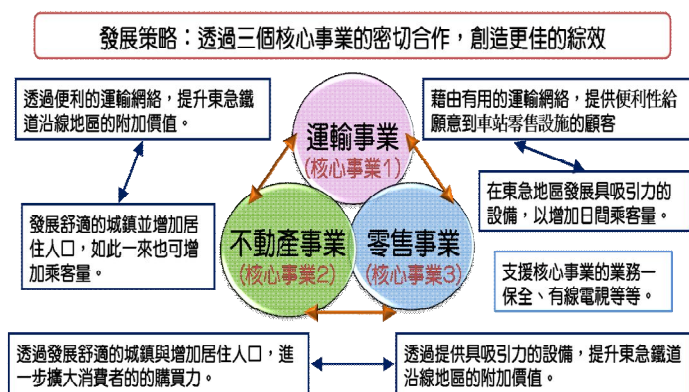 發展策略：透過三個核心事業的密切合作，創造更佳的綜效
透過便利的運輸網絡，提升東急鐵
道沿線地區的附加價值。
藉由有用的運輸網絡，提供便利性給
願意到車站零售設施的顧客
運輸事業
(核心事業1)
發展舒適的城鎮並增加居
住人口，如此一來也可增
加乘客量。
在東急地區發展具吸引力的
設備，以增加日間乘客量。
不動產事業
(核心事業2)
零售事業
(核心事業3)
支援核心事業的業務—
保全、有線電視等等。
透過發展舒適的城鎮與增加居住人口，進
一步擴大消費者的的購買力。
透過提供具吸引力的設備，提升東急鐵道
沿線地區的附加價值。